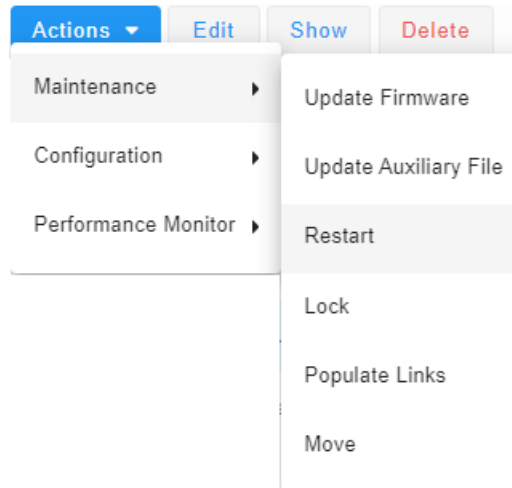 Actions Edit Show Delete
Maintenance
Configuration
Performance Monitor
Update Firmware
Update Auxiliary File
Restart
Lock
Populate Links
Move